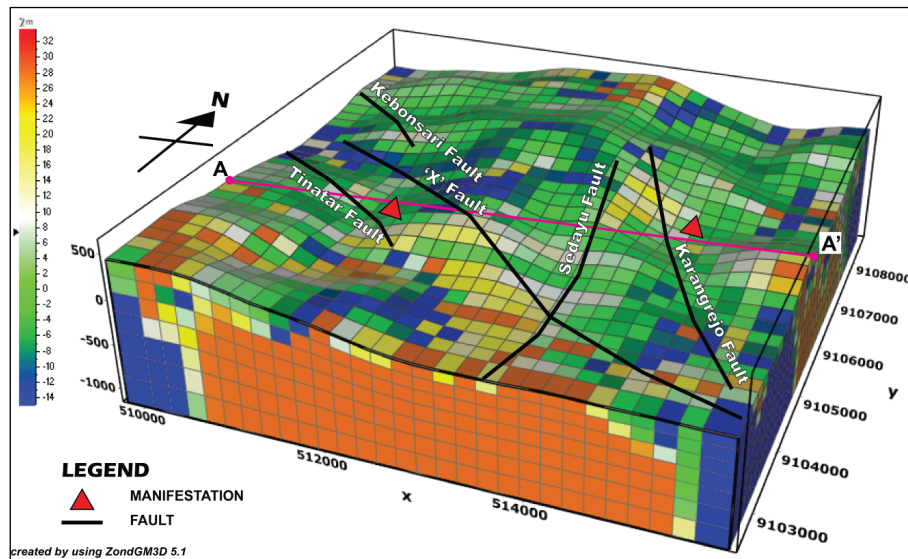 χm
32
30
28
26
24
22
20
18
16
14
12
10
8
6
4
2
0
-2
-4
-6
-8
-10
-12
-14
N
A
A'
Kebonsari Fault
'X' Fault
Tinatar Fault
Sedayu Fault
Karangrejo Fault
500
0
-500
-1000
510000
512000
514000
x
9103000
9104000
9105000
9106000
9107000
9108000
y
LEGEND
MANIFESTATION
FAULT
created by using ZondGM3D 5.1